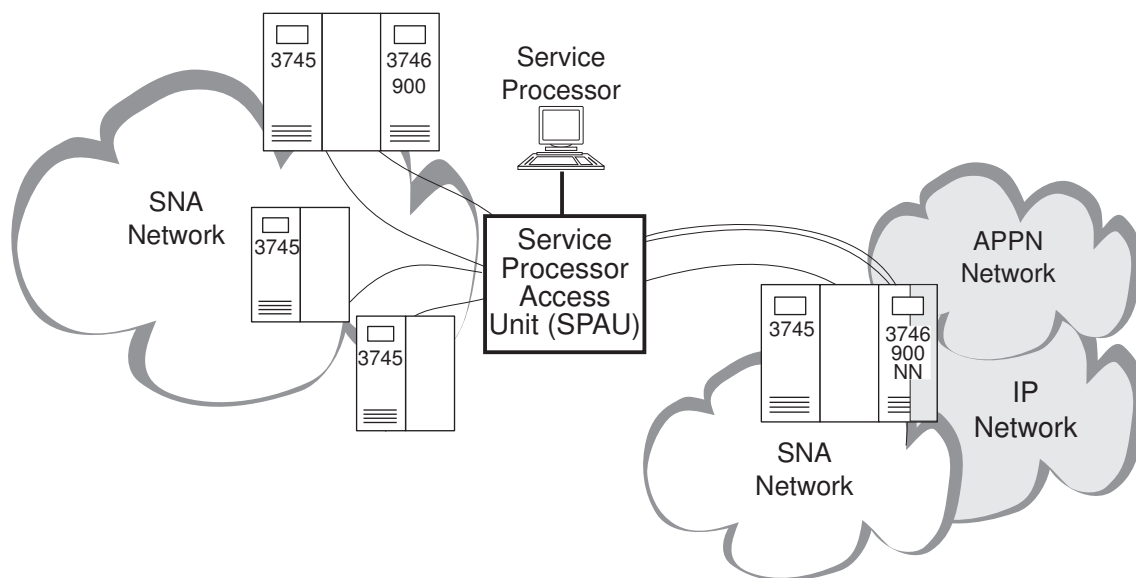 3745
3746
900
Service
Processor
SNA
Network
3745
3745
Service
Processor
Access
Unit (SPAU)
APPN
Network
3745
3746
900
NN
IP
Network
SNA
Network